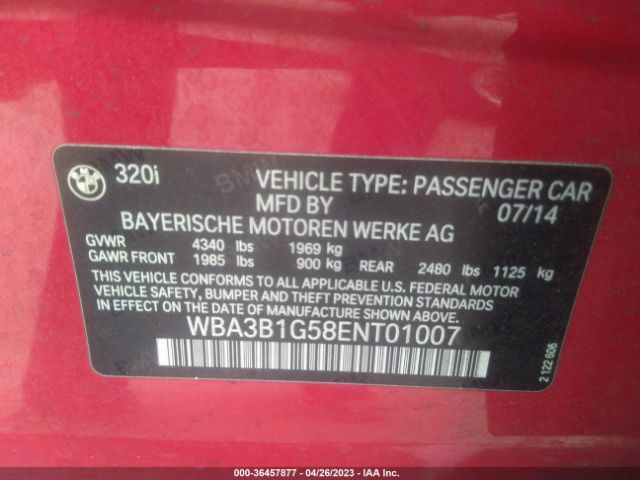 BMW
320i
VEHICLE TYPE: PASSENGER CAR
MFD BY 07/14
BAYERISCHE MOTOREN WERKE AG
GVWR 4340 lbs 1969 kg
GAWR FRONT 1985 lbs 900 kg REAR 2480 lbs 1125 kg
THIS VEHICLE CONFORMS TO ALL APPLICABLE U.S. FEDERAL MOTOR
VEHICLE SAFETY, BUMPER AND THEFT PREVENTION STANDARDS
IN EFFECT ON THE DATE OF MANUFACTURE SHOWN ABOVE.
WBA3B1G58ENT01007
2 122 606
000-36457877 - 04/26/2023 - IAA Inc.